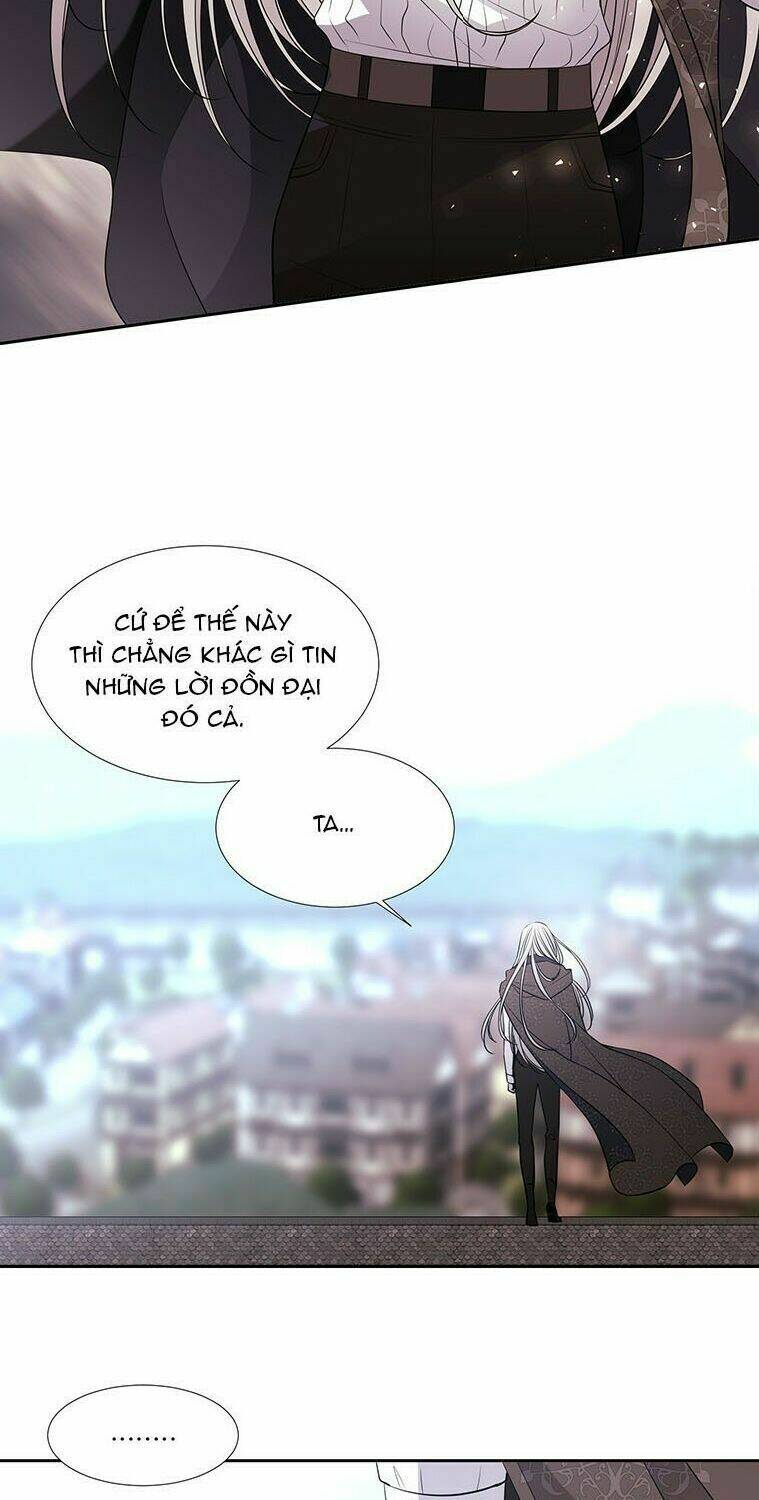 CỨ ĐỂ THẾ NÀY
THÌ CHẲNG KHÁC GÌ TIN
NHỮNG LỜI ĐỒN ĐẠI
ĐÓ CẢ.
TA...
........